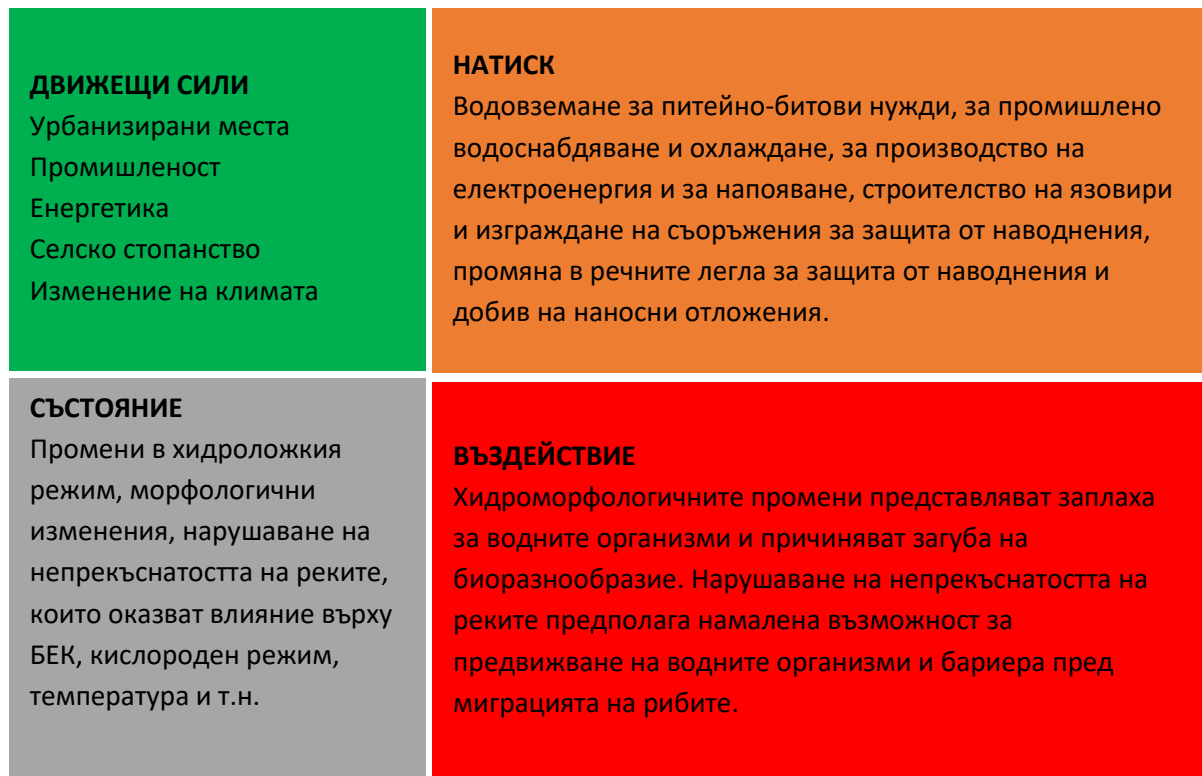 ДВИЖЕЩИ СИЛИ
Урбанизирани места
Промишленост
Енергетика
Селско стопанство
Изменение на климата
НАТИСК
Водовземане за питейно-битови нужди, за промишлено
водоснабдяване и охлаждане, за производство на
електроенергия и за напояване, строителство на язовири
и изграждане на съоръжения за защита от наводнения,
промяна в речните легла за защита от наводнения и
добив на наносни отложения.
СЪСТОЯНИЕ
Промени в хидроложкия
режим, морфологични
изменения, нарушаване на
непрекъснатостта на реките,
които оказват влияние върху
БЕК, кислороден режим,
температура и т.н.
ВЪЗДЕЙСТВИЕ
Хидроморфологичните промени представляват заплаха
за водните организми и причиняват загуба на
биоразнообразие. Нарушаване на непрекъснатостта на
реките предполага намалена възможност за
предвижване на водните организми и бариера пред
миграцията на рибите.